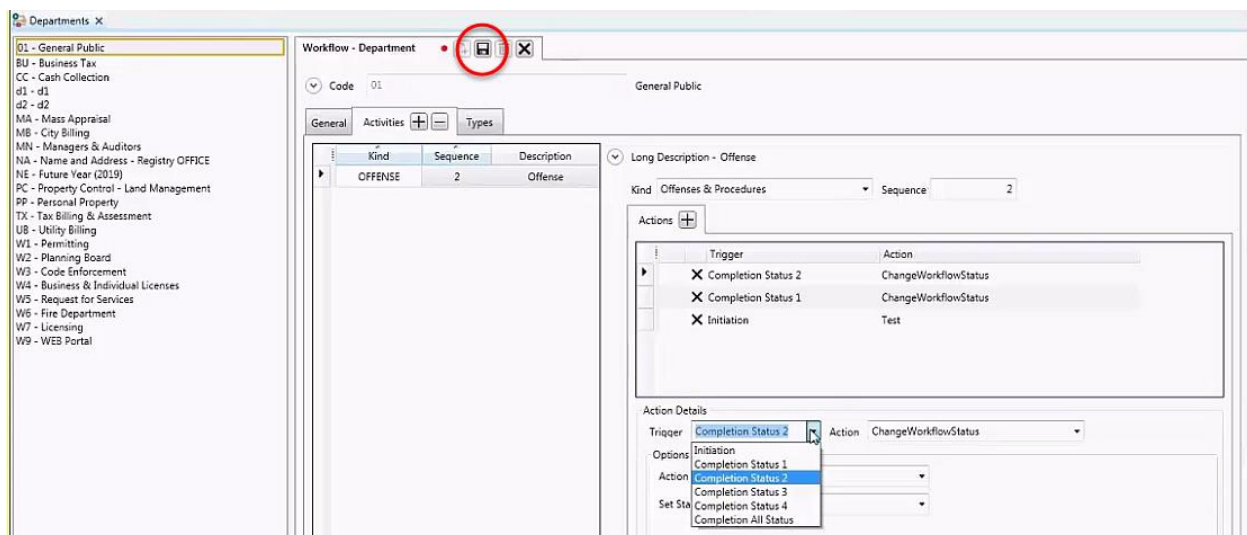 Departments X
01 - General Public
BU - Business Tax
CC - Cash Collection
d1 - d1
d2 - d2
MA - Mass Appraisal
MB - City Billing
MN - Managers & Auditors
NA - Name and Address - Registry OFFICE
NE - Future Year (2019)
PC - Property Control - Land Management
PP - Personal Property
TX - Tax Billing & Assessment
UB - Utility Billing
W1 - Permitting
W2 - Planning Board
W3 - Code Enforcement
W4 - Business & Individual Licenses
W5 - Request for Services
W6 - Fire Department
W7 - Licensing
W9 - WEB Portal
Workflow - Department
Code 01 General Public
General Activities Types
Kind Sequence Description
OFFENSE 2 Offense
Long Description - Offense
Kind Offenses & Procedures Sequence 2
Actions
Trigger Action
Completion Status 2 ChangeWorkflowStatus
Completion Status 1 ChangeWorkflowStatus
Initiation Test
Action Details
Trigger Completion Status 2 Action ChangeWorkflowStatus
Options
Action
Set Sta
Initiation
Completion Status 1
Completion Status 2
Completion Status 3
Completion Status 4
Completion All Status